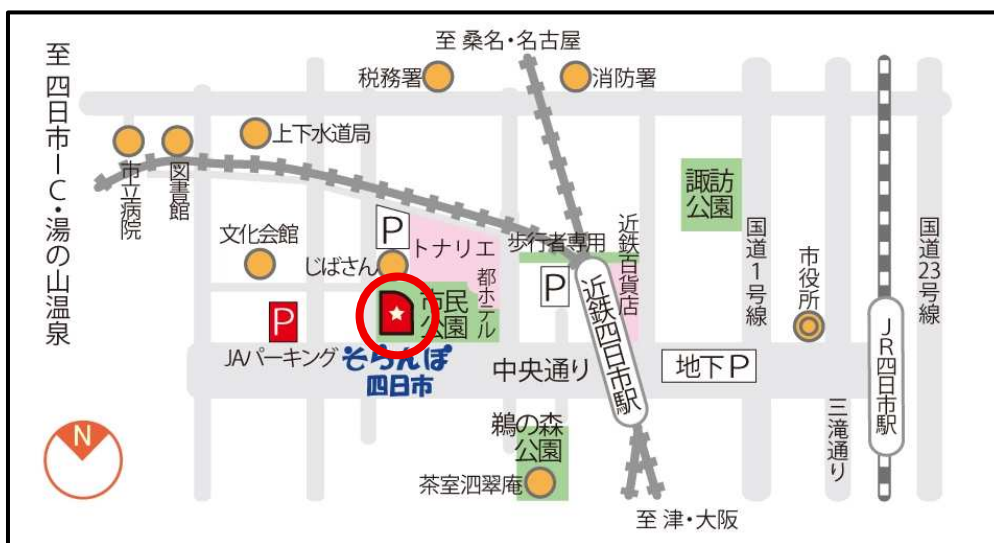 至 桑名・名古屋
至 四日市IC・湯の山温泉
税務署
消防署
上下水道局
市立病院
図書館
諏訪
公園
文化会館
P
トナリエ
じばさん
歩行者専用
近鉄百貨店
都ホテル
市民
公園
P
P
JAパーキング
そらんぽ
四日市
中央通り
近鉄四日市駅
地下P
国道1号線
市役所
国道23号線
JR四日市駅
三滝通り
鵜の森
公園
茶室泗翠庵
至 津・大阪
N